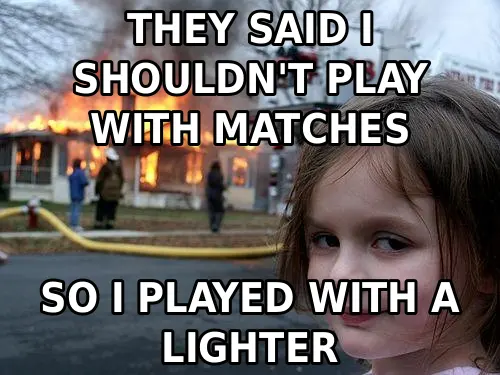 THEY SAID I
SHOULDN'T PLAY
WITH MATCHES
SO I PLAYED WITH A
LIGHTER